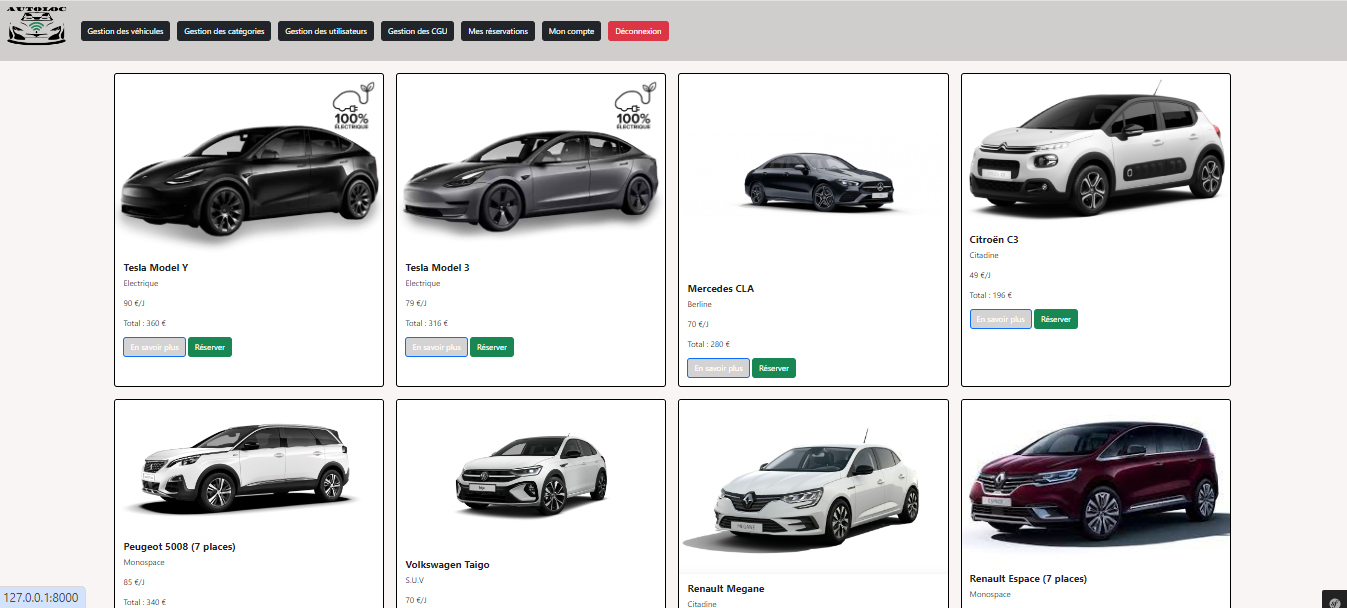 AUTOLOC
Gestion des véhicules
Gestion des catégories
Gestion des utilisateurs
Gestion des CGU
Mes réservations
Mon compte
Déconnexion
100%
ÉLECTRIQUE
Tesla Model Y
Electrique
90 €/J
Total : 360 €
En savoir plus
Réserver
100%
ÉLECTRIQUE
Tesla Model 3
Electrique
79 €/J
Total : 316 €
En savoir plus
Réserver
Mercedes CLA
Berline
70 €/J
Total : 280 €
En savoir plus
Réserver
Citroën C3
Citadine
49 €/J
Total : 196 €
En savoir plus
Réserver
Peugeot 5008 (7 places)
Monospace
85 €/J
Total : 340 €
Volkswagen Taigo
S.U.V
70 €/J
MEGANE
Renault Megane
Citadine
ESPACE
Renault Espace (7 places)
Monospace
127.0.0.1:8000